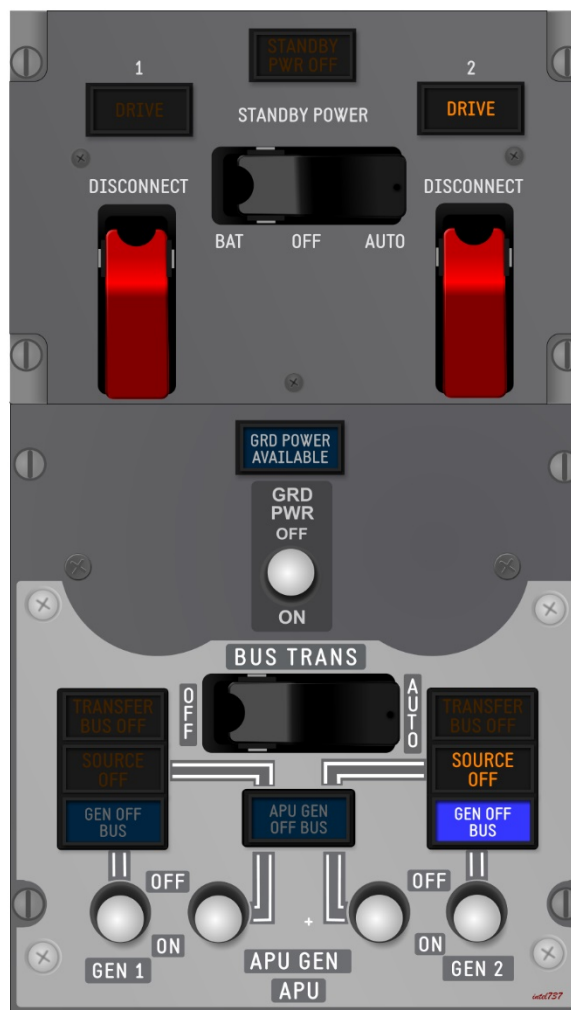 STANDBY
PWR OFF
1
2
DRIVE
STANDBY POWER
DRIVE
DISCONNECT
DISCONNECT
BAT
OFF
AUTO
GRD POWER
AVAILABLE
GRD
PWR
OFF
ON
BUS TRANS
OFF
AUTO
TRANSFER
BUS OFF
SOURCE
OFF
GEN OFF
BUS
APU GEN
OFF BUS
TRANSFER
BUS OFF
SOURCE
OFF
GEN OFF
BUS
OFF
OFF
ON
ON
GEN 1
APU GEN
GEN 2
APU
intel737